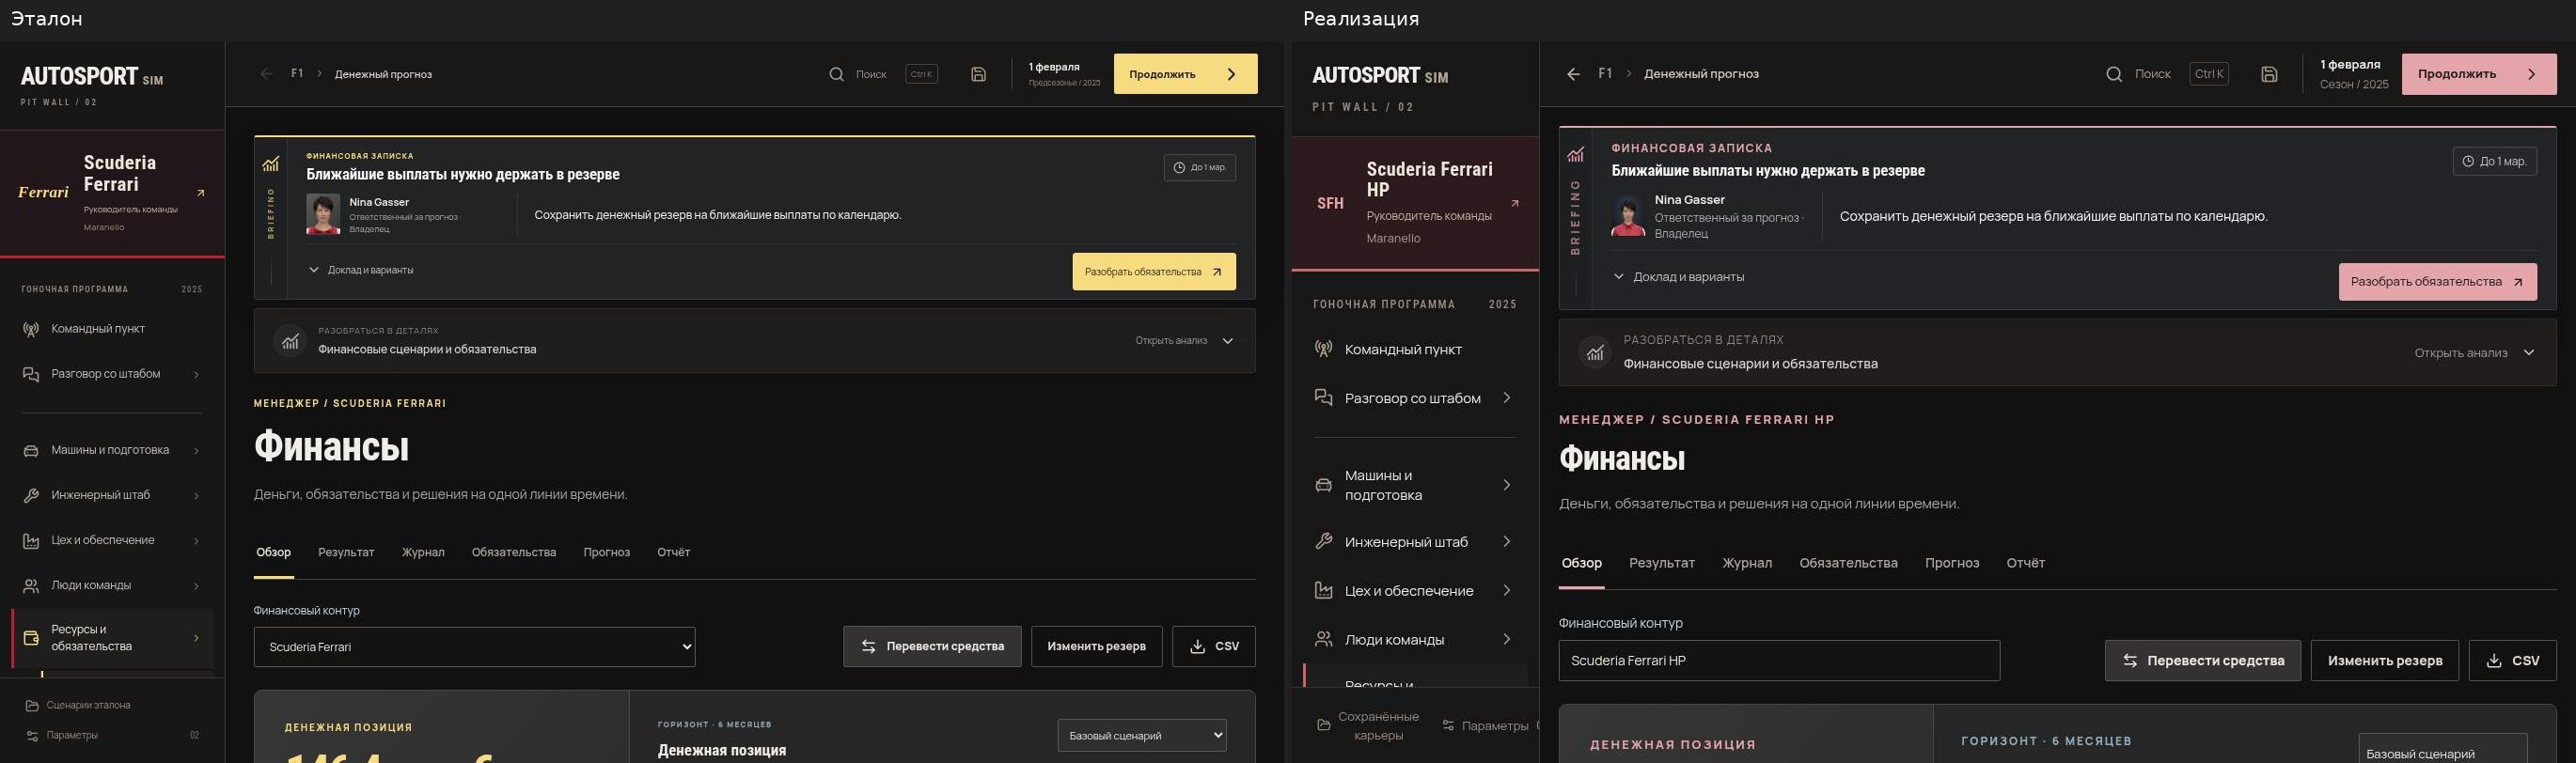 Эталон
AUTOSPORT SIM
PIT WALL / 02
Ferrari
Scuderia
Ferrari
Руководитель команды
Maranello
ГОНОЧНАЯ ПРОГРАММА 2025
Командный пункт
Разговор со штабом
Машины и подготовка
Инженерный штаб
Цех и обеспечение
Люди команды
Ресурсы и
обязательства
Сценарии эталона
Параметры 02
F1 Денежный прогноз
Поиск Ctrl K
1 февраля
Предсезонье / 2025
Продолжить
BRIEFING
ФИНАНСОВАЯ ЗАПИСКА
Ближайшие выплаты нужно держать в резерве
До 1 мар.
Nina Gasser
Ответственный за прогноз ·
Владелец
Сохранить денежный резерв на ближайшие выплаты по календарю.
Доклад и варианты
Разобрать обязательства
РАЗОБРАТЬСЯ В ДЕТАЛЯХ
Финансовые сценарии и обязательства
Открыть анализ
МЕНЕДЖЕР / SCUDERIA FERRARI
Финансы
Деньги, обязательства и решения на одной линии времени.
Обзор Результат Журнал Обязательства Прогноз Отчёт
Финансовый контур
Scuderia Ferrari
Перевести средства Изменить резерв CSV
ДЕНЕЖНАЯ ПОЗИЦИЯ
ГОРИЗОНТ · 6 МЕСЯЦЕВ
Денежная позиция
Базовый сценарий
Реализация
AUTOSPORT SIM
PIT WALL / 02
SFH
Scuderia Ferrari
HP
Руководитель команды
Maranello
ГОНОЧНАЯ ПРОГРАММА 2025
Командный пункт
Разговор со штабом
Машины и
подготовка
Инженерный штаб
Цех и обеспечение
Люди команды
Ресурсы и
Сохранённые
карьеры
Параметры
F1 Денежный прогноз
Поиск Ctrl K
1 февраля
Сезон / 2025
Продолжить
BRIEFING
ФИНАНСОВАЯ ЗАПИСКА
Ближайшие выплаты нужно держать в резерве
До 1 мар.
Nina Gasser
Ответственный за прогноз ·
Владелец
Сохранить денежный резерв на ближайшие выплаты по календарю.
Доклад и варианты
Разобрать обязательства
РАЗОБРАТЬСЯ В ДЕТАЛЯХ
Финансовые сценарии и обязательства
Открыть анализ
МЕНЕДЖЕР / SCUDERIA FERRARI HP
Финансы
Деньги, обязательства и решения на одной линии времени.
Обзор Результат Журнал Обязательства Прогноз Отчёт
Финансовый контур
Scuderia Ferrari HP
Перевести средства Изменить резерв CSV
ДЕНЕЖНАЯ ПОЗИЦИЯ
ГОРИЗОНТ · 6 МЕСЯЦЕВ
Базовый сценарий